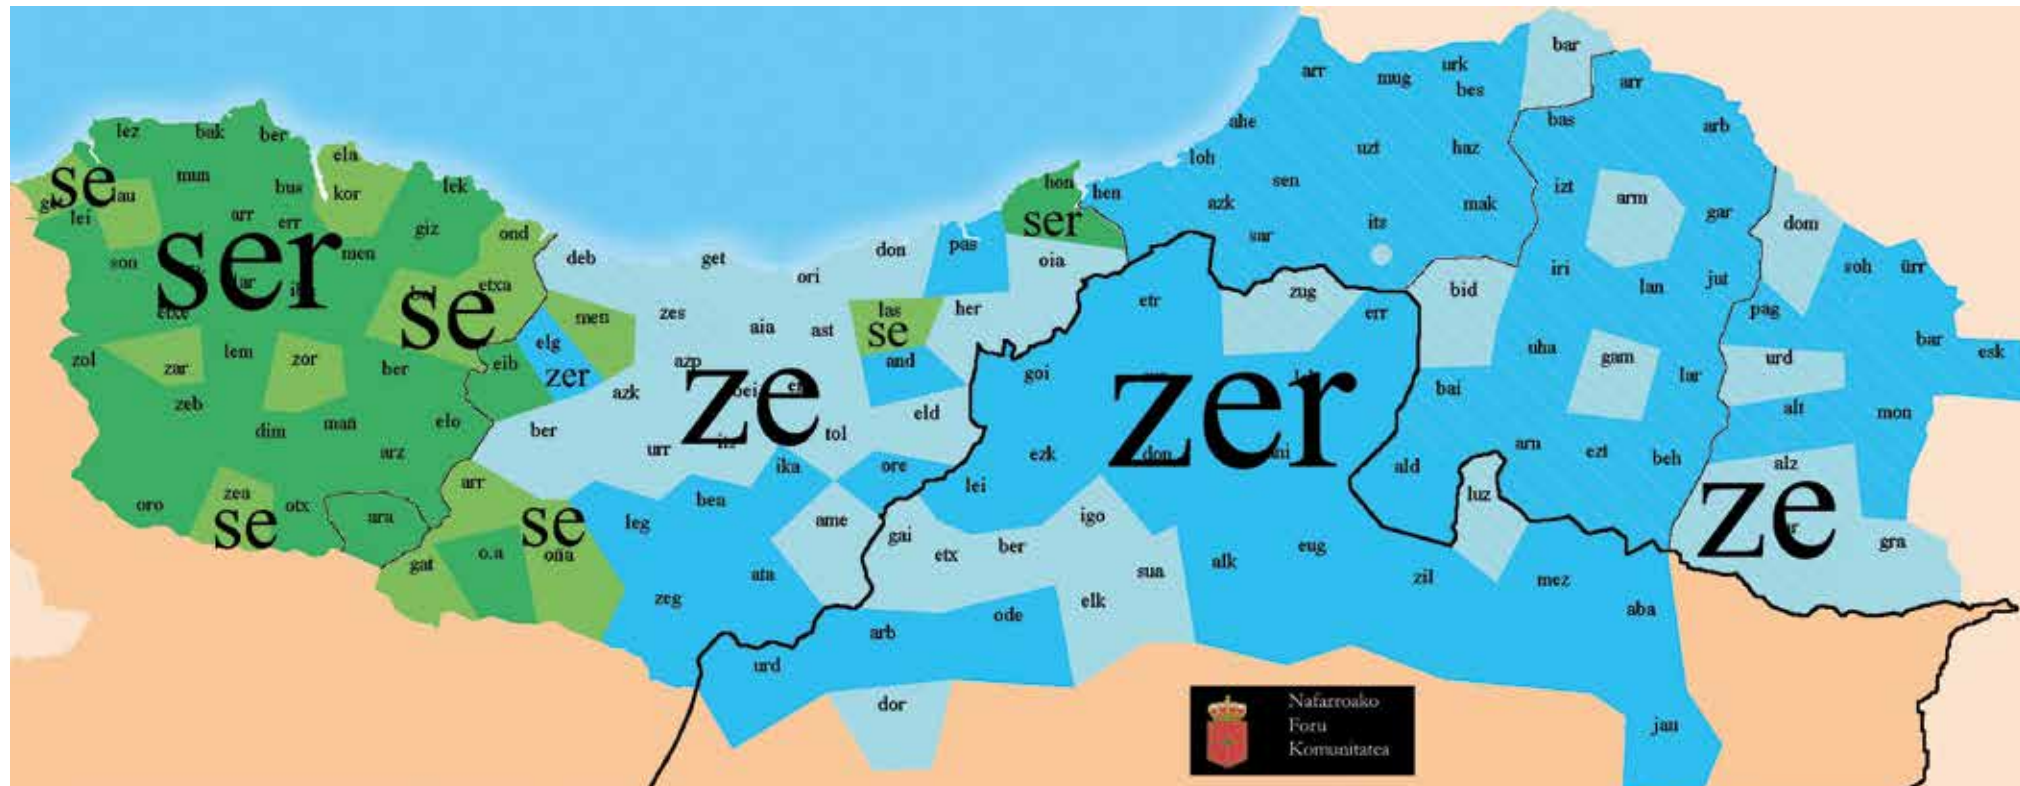 bar
arr
mug
urk
bes
arr
lez
bak
ber
ahe
bas
arb
ela
loh
uzt
haz
se
lau
mun
bus
kor
lek
hon
hen
sen
izt
arm
lei
arr
err
giz
ond
ser
azk
sar
its
mak
gar
dom
ser
son
men
deb
get
ori
don
pas
oia
iri
lan
jut
soh
ürr
se
etxa
men
zes
aia
ast
las
se
her
etr
zug
err
bid
pag
bar
esk
zol
zar
lem
zor
ber
eib
elg
zer
azp
ze
and
goi
zer
uha
gam
lar
urd
zeb
dim
mañ
elo
arz
azk
ber
urr
tol
eld
bai
alt
mon
oro
zea
se
otx
ara
arr
se
ika
ore
lei
ezk
don
ald
arn
ezt
beh
alz
ze
gra
gat
o.a
oña
leg
bea
ame
gai
etx
ber
igo
luz
zeg
ata
sua
elk
alk
eug
zil
mez
aba
urd
arb
ode
dor
jau
Nafarroako
Foru
Komunitatea